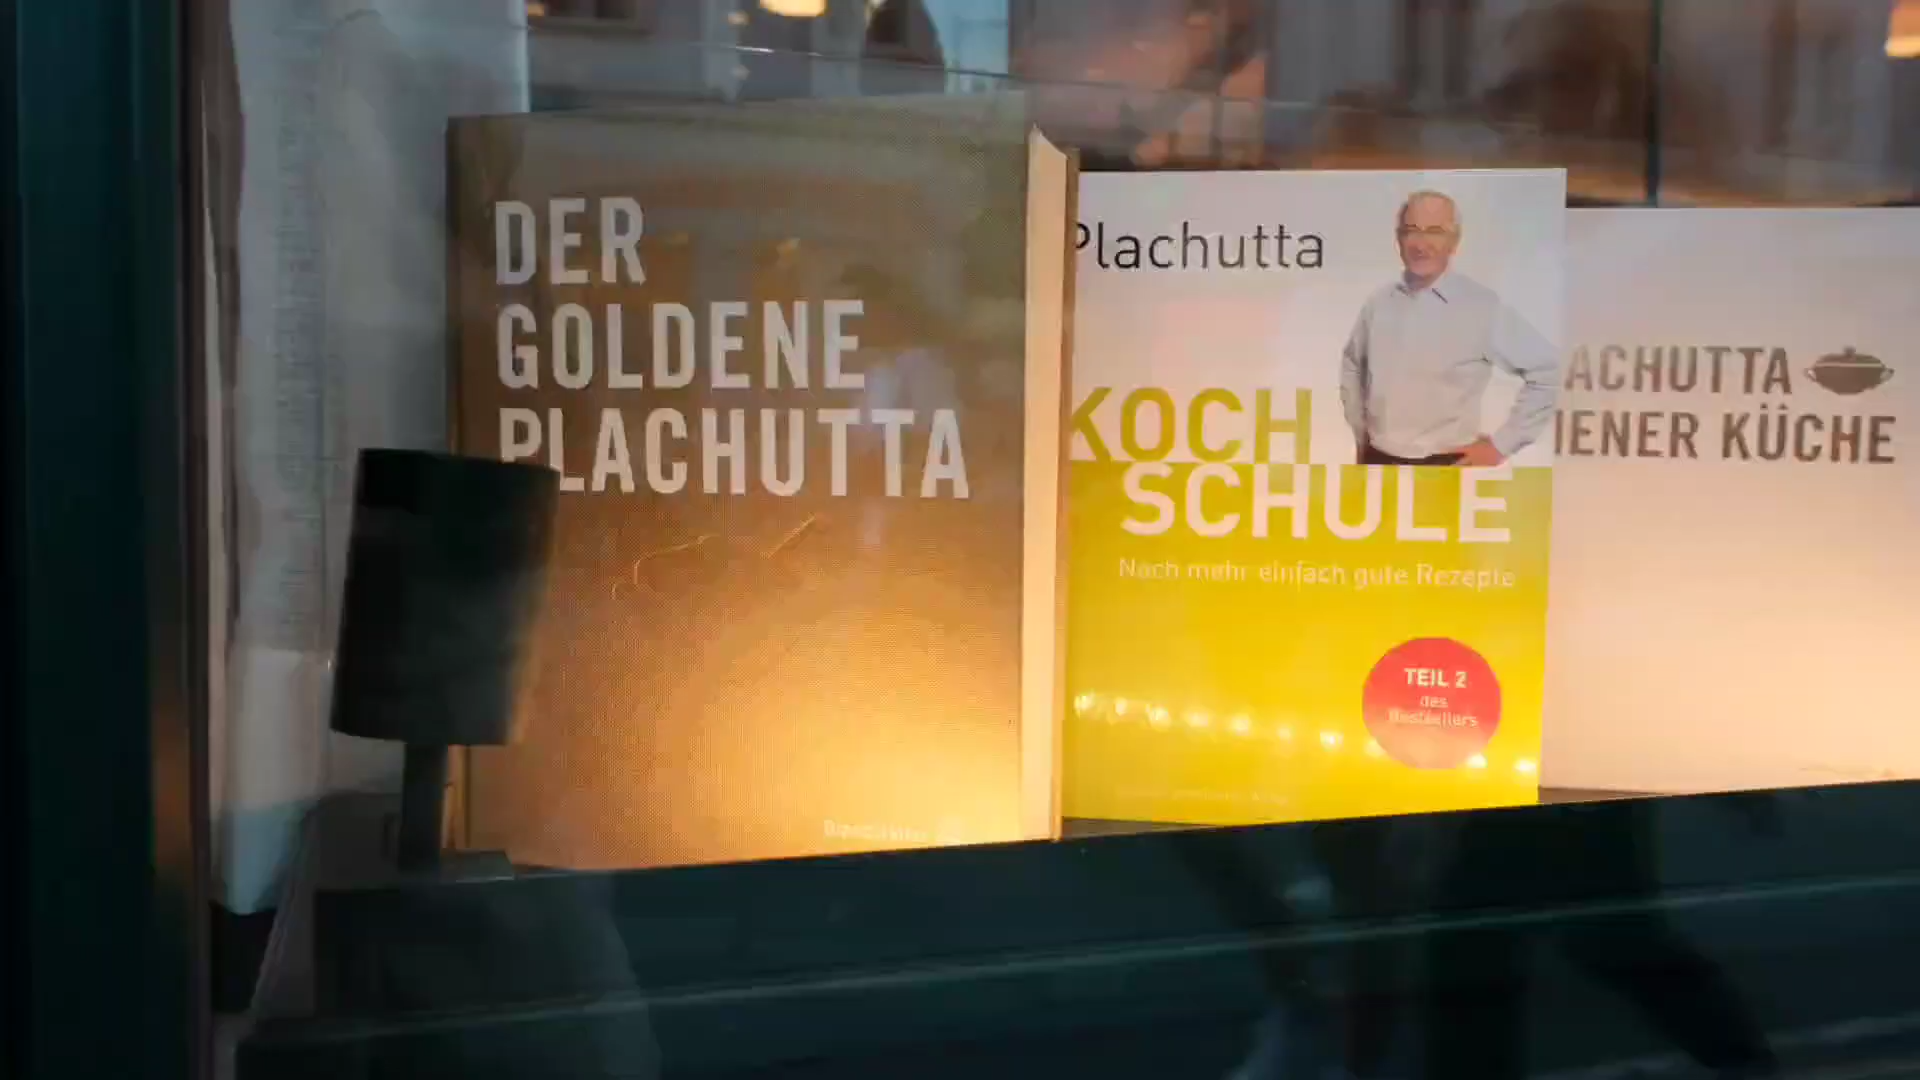 DER
GOLDENE
PLACHUTTA
Plachutta
KOCH
SCHULE
Noch mehr einfach gute Rezepte
TEIL 2
des
Bestsellers
ACHUTTA
IENER KÜCHE